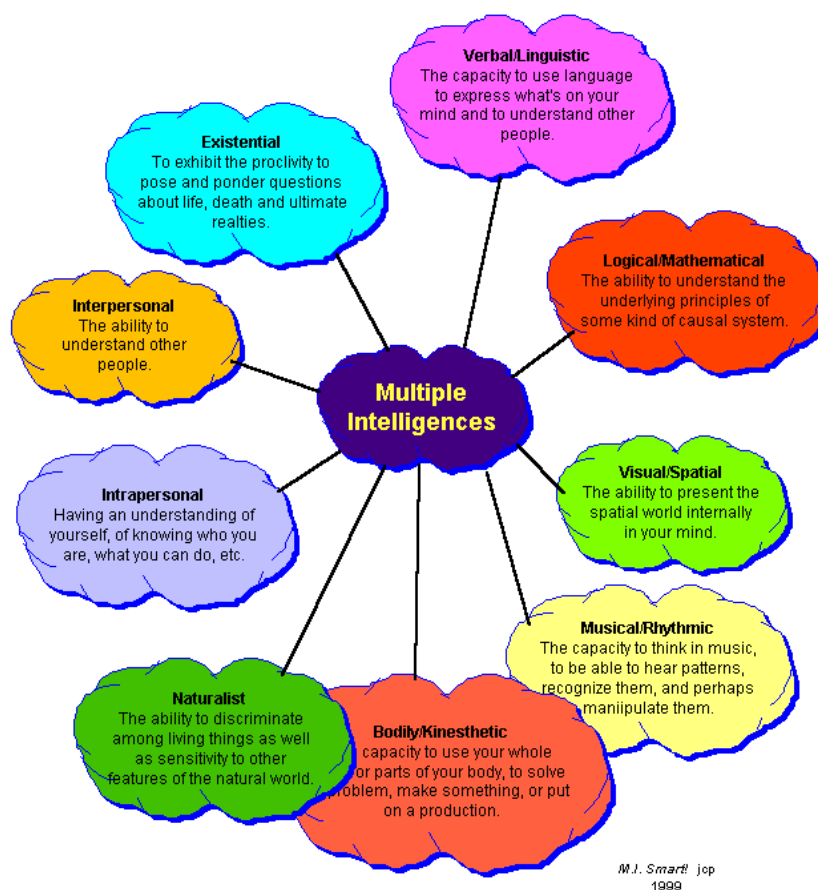 Verbal/Linguistic
The capacity to use language
to express what's on your
mind and to understand other
people.
Existential
To exhibit the proclivity to
pose and ponder questions
about life, death and ultimate
realties.
Logical/Mathematical
The ability to understand the
underlying principles of
some kind of causal system.
Interpersonal
The ability to
understand other
people.
Multiple
Intelligences
Visual/Spatial
The ability to present the
spatial world internally
in your mind.
Intrapersonal
Having an understanding of
yourself, of knowing who you
are, what you can do, etc.
Musical/Rhythmic
The capacity to think in music,
to be able to hear patterns,
recognize them, and perhaps
maniipulate them.
Naturalist
The ability to discriminate
among living things as well
as sensitivity to other
features of the natural world.
Bodily/Kinesthetic
capacity to use your whole
or parts of your body, to solve
problem, make something, or put
on a production.
M.I. Smart! jcp
1999